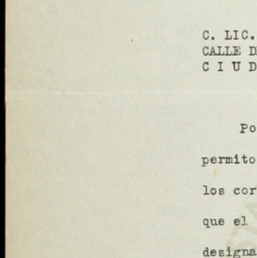 C. LIC.
CALLE D
C I U D
Po
permito
los cor
que el
designa